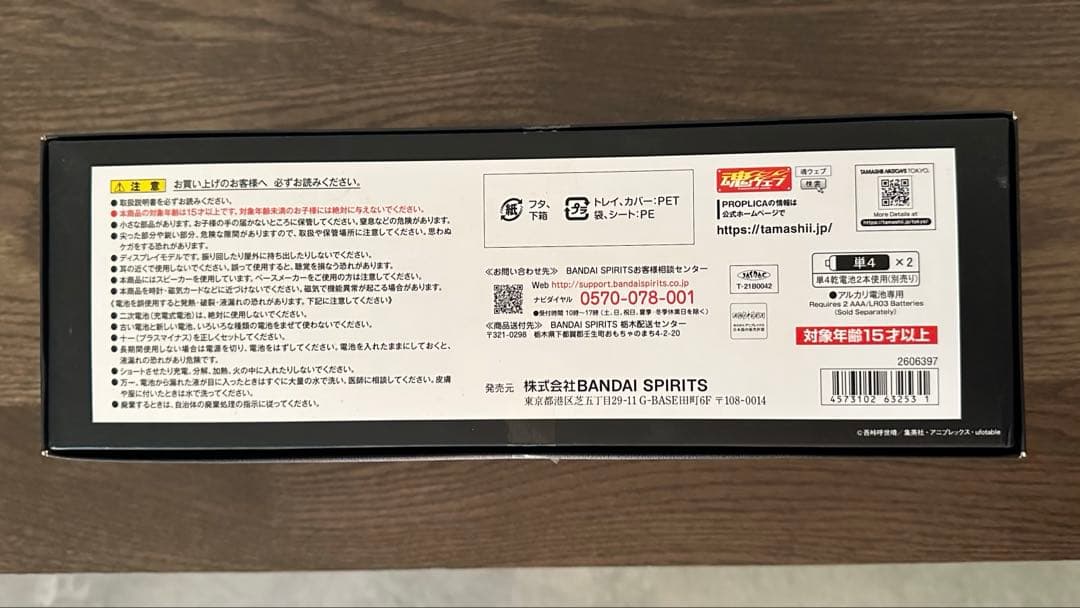 注意 お買い上げのお客様へ 必ずお読みください。
●取扱説明書を必ずお読みください。
●本商品の対象年齢は15才以上です。対象年齢未満のお子様には絶対に与えないでください。
●小さな部品があります。お子様の手の届かないところに保管してください。窒息などの危険があります。
●尖った部分や鋭い部分、危険な隙間がありますので、取扱や保管場所に注意してください。思わぬ
ケガをする恐れがあります。
●ディスプレイモデルです。振り回したり屋外に持ち出したりしないでください。
●耳の近くで使用しないでください。誤って使用すると、聴覚を損なう恐れがあります。
●本商品にはスピーカーを使用しています。ペースメーカーをご使用の方は注意してください。
●本商品を時計・磁気カードなどに近づけないでください。磁気で機能異常が起こる場合があります。
《電池を誤使用すると発熱・破裂・液漏れの恐れがあります。下記に注意してください》
●二次電池(充電式電池)は、絶対に使用しないでください。
●古い電池と新しい電池、いろいろな種類の電池をまぜて使わないでください。
●＋－(プラスマイナス)を正しくセットしてください。
●長期間使用しない場合は電源を切り、電池をはずしてください。電池を入れたままにしておくと、
液漏れの恐れがあり危険です。
●ショートさせたり充電、分解、加熱、火の中に入れたりしないでください。
●万一、電池から漏れた液が目に入ったときはすぐに大量の水で洗い、医師に相談してください。皮膚
や服に付いたときは水で洗ってください。
●廃棄するときは、自治体の廃棄処理の指示に従ってください。
紙 フタ、
下箱
プラ トレイ、カバー:PET
袋、シート:PE
≪お問い合わせ先≫ BANDAI SPIRITSお客様相談センター
Web http://support.bandaispirits.co.jp
ナビダイヤル 0570-078-001
●受付時間 10時〜17時(土、日、祝日、夏季・冬季休業日を除く)
≪商品送付先≫ BANDAI SPIRITS 栃木配送センター
〒321-0298 栃木県下都賀郡壬生町おもちゃのまち4-2-20
発売元 株式会社BANDAI SPIRITS
東京都港区芝五丁目29-11 G-BASE田町6F 〒108-0014
魂ウェブ
魂ウェブ
検索
PROPLICAの情報は
公式ホームページで
https://tamashii.jp/
TAMASHII NATIONS TOKYO.
More Details at
https://tamashii.jp/tokyo/
T-21B0042
単4 ×2
単4乾電池2本使用(別売り)
●アルカリ電池専用
Requires 2 AAA/LR03 Batteries
(Sold Separately)
対象年齢15才以上
2606397
4573102 632531
©吾峠呼世晴／集英社・アニプレックス・ufotable